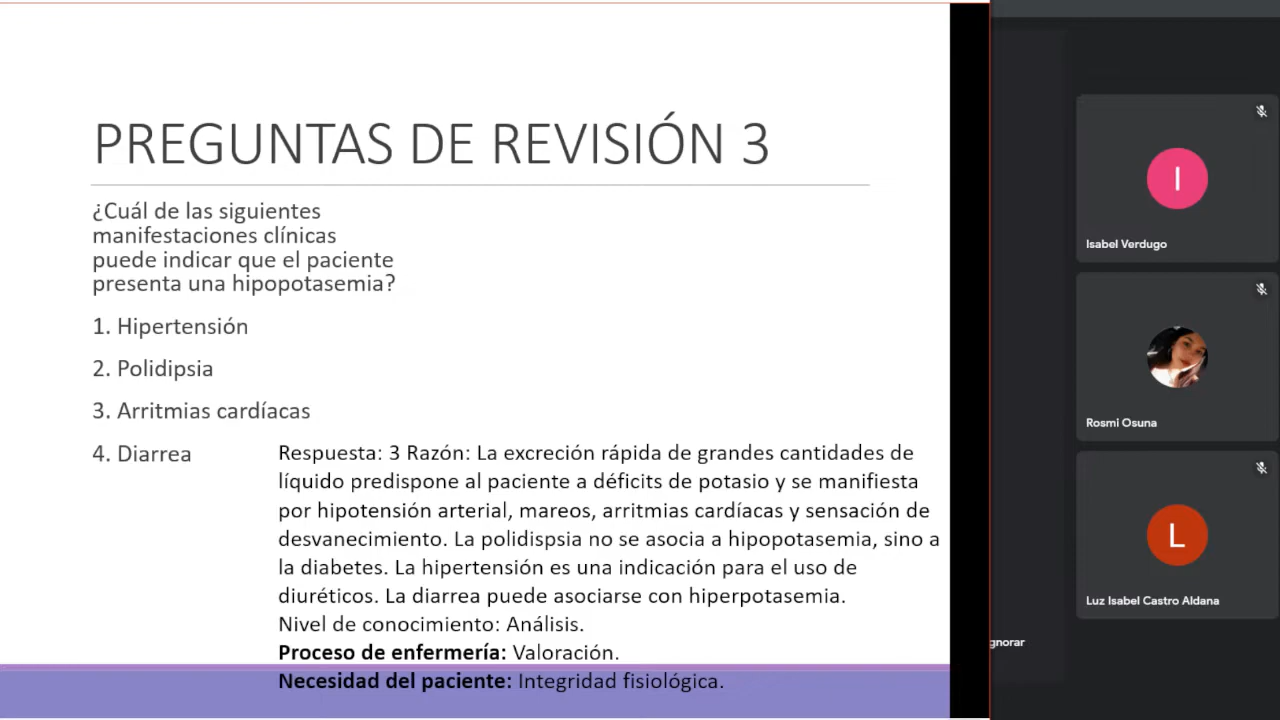 PREGUNTAS DE REVISIÓN 3
¿Cuál de las siguientes
manifestaciones clínicas
puede indicar que el paciente
presenta una hipopotasemia?
1. Hipertensión
2. Polidipsia
3. Arritmias cardíacas
4. Diarrea
Respuesta: 3 Razón: La excreción rápida de grandes cantidades de
líquido predispone al paciente a déficits de potasio y se manifiesta
por hipotensión arterial, mareos, arritmias cardíacas y sensación de
desvanecimiento. La polidispsia no se asocia a hipopotasemia, sino a
la diabetes. La hipertensión es una indicación para el uso de
diuréticos. La diarrea puede asociarse con hiperpotasemia.
Nivel de conocimiento: Análisis.
Proceso de enfermería: Valoración.
Necesidad del paciente: Integridad fisiológica.
I
Isabel Verdugo
Rosmi Osuna
L
Luz Isabel Castro Aldana
gnorar